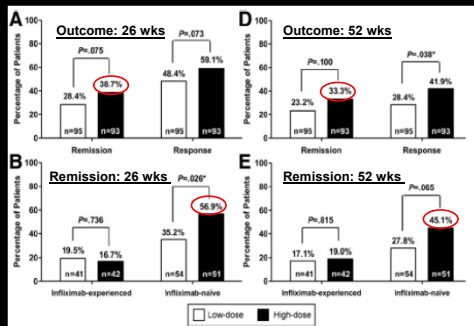 A
Outcome: 26 wks
Percentage of Patients
100
80
60
40
20
0
P=.075
28.4%
38.7%
n=95
n=93
Remission
P=.073
48.4%
59.1%
n=95
n=93
Response
D
Outcome: 52 wks
Percentage of Patients
100
80
60
40
20
0
P=.100
23.2%
33.3%
n=95
n=93
Remission
P=.038*
28.4%
41.9%
n=95
n=93
Response
B
Remission: 26 wks
Percentage of Patients
100
80
60
40
20
0
P=.736
19.5%
16.7%
n=41
n=42
Infliximab-experienced
P=.026*
35.2%
56.9%
n=54
n=51
Infliximab-naïve
E
Remission: 52 wks
Percentage of Patients
100
80
60
40
20
0
P=.815
17.1%
19.0%
n=41
n=42
Infliximab-experienced
P=.065
27.8%
45.1%
n=54
n=51
Infliximab-naïve
Low-dose
High-dose